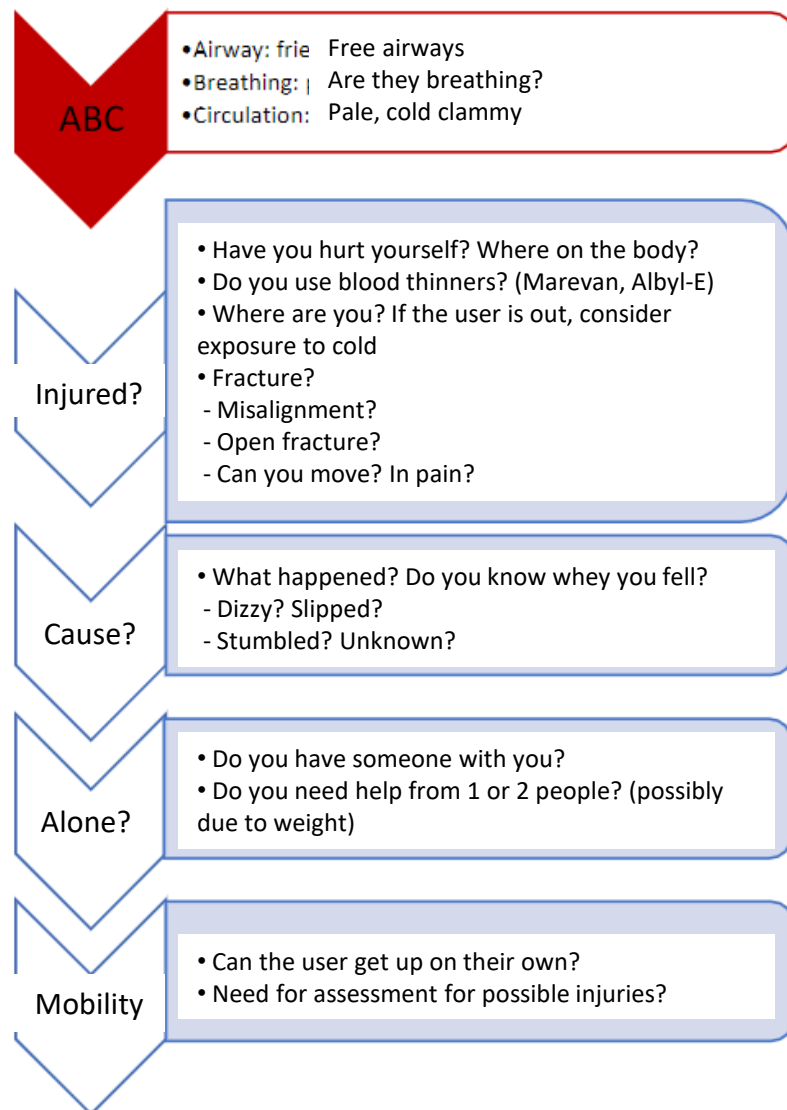 ABC
•Airway: frie Free airways
•Breathing: Are they breathing?
•Circulation: Pale, cold clammy
Injured?
• Have you hurt yourself? Where on the body?
• Do you use blood thinners? (Marevan, Albyl-E)
• Where are you? If the user is out, consider
exposure to cold
• Fracture?
- Misalignment?
- Open fracture?
- Can you move? In pain?
Cause?
• What happened? Do you know whey you fell?
- Dizzy? Slipped?
- Stumbled? Unknown?
Alone?
• Do you have someone with you?
• Do you need help from 1 or 2 people? (possibly
due to weight)
Mobility
• Can the user get up on their own?
• Need for assessment for possible injuries?